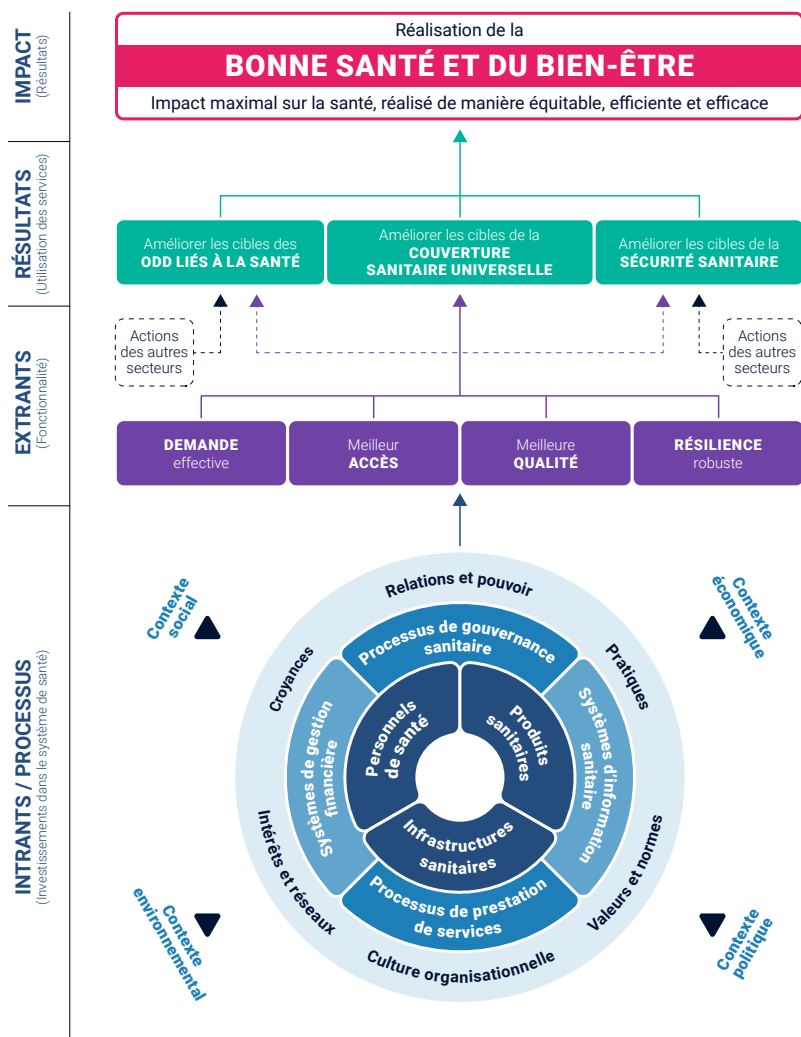 IMPACT
(Résultats)
Réalisation de la
BONNE SANTÉ ET DU BIEN-ÊTRE
Impact maximal sur la santé, réalisé de manière équitable, efficiente et efficace
RÉSULTATS
(Utilisation des services)
Améliorer les cibles des
ODD LIÉS À LA SANTÉ
Améliorer les cibles de la
COUVERTURE
SANITAIRE UNIVERSELLE
Améliorer les cibles de la
SÉCURITÉ SANITAIRE
EXTRANTS
(Fonctionnalité)
Actions
des autres
secteurs
Actions
des autres
secteurs
DEMANDE
effective
Meilleur
ACCÈS
Meilleure
QUALITÉ
RÉSILIENCE
robuste
INTRANTS / PROCESSUS
(Investissements dans le système de santé)
Contexte
social
Contexte
économique
Relations et pouvoir
Croyances
Pratiques
Processus de gouvernance
sanitaire
Systèmes de gestion
financière
Personnels
de santé
Produits
sanitaires
Systèmes d'information
sanitaire
Infrastructures
sanitaires
Processus de prestation
de services
Intérêts et réseaux
Valeurs et normes
Culture organisationnelle
Contexte
environnemental
Contexte
politique